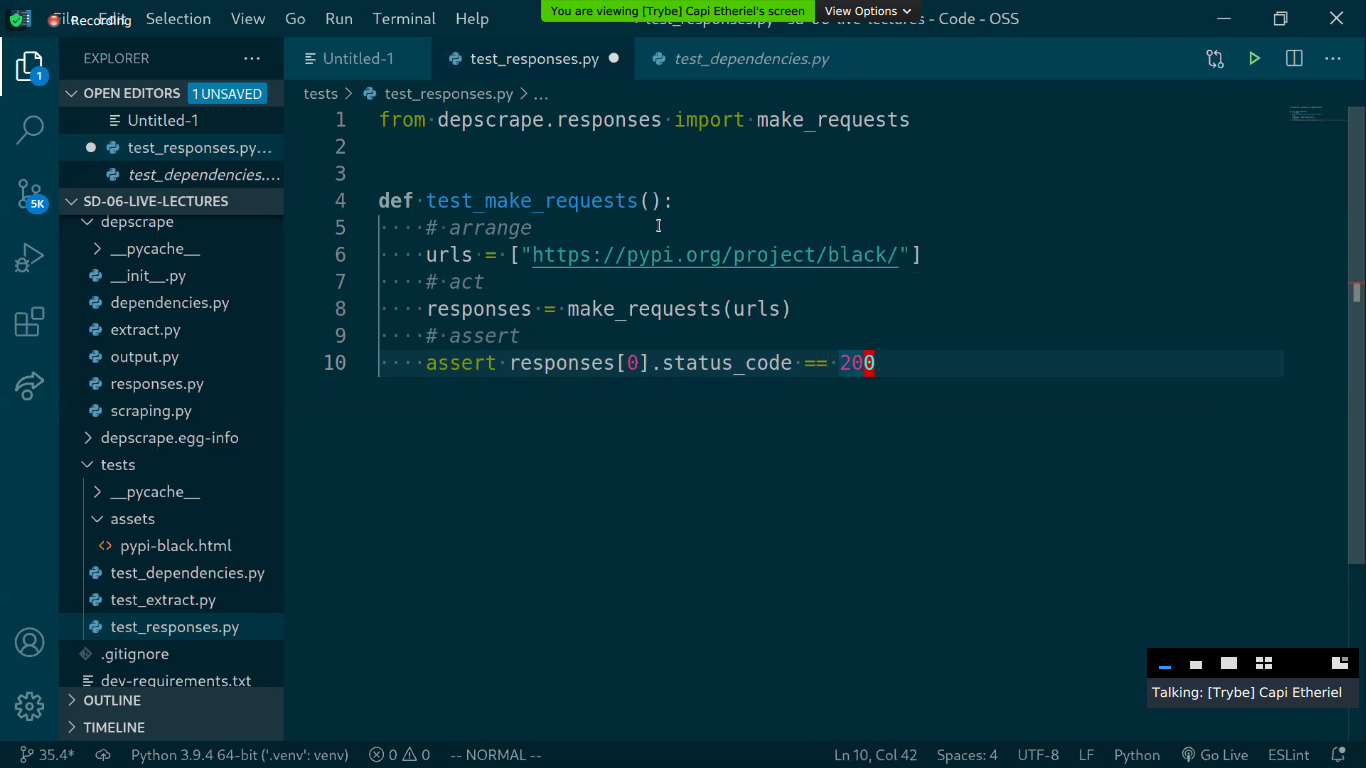 File Edit Selection View Go Run Terminal Help
Recording
You are viewing [Trybe] Capi Etheriel's screen
View Options
test_responses.py - sd-06-live-lectures - Code - OSS
EXPLORER
Untitled-1
test_responses.py
test_dependencies.py
1
OPEN EDITORS 1 UNSAVED
Untitled-1
test_responses.py...
test_dependencies....
5K
SD-06-LIVE-LECTURES
depscrape
__pycache__
__init__.py
dependencies.py
extract.py
output.py
responses.py
scraping.py
depscrape.egg-info
tests
__pycache__
assets
pypi-black.html
test_dependencies.py
test_extract.py
test_responses.py
.gitignore
dev-requirements.txt
OUTLINE
TIMELINE
tests > test_responses.py > ...
1 from depscrape.responses import make_requests
2
3
4 def test_make_requests():
5 # arrange
6 urls = ["https://pypi.org/project/black/"]
7 # act
8 responses = make_requests(urls)
9 # assert
10 assert responses[0].status_code == 200
Talking: [Trybe] Capi Etheriel
35.4* Python 3.9.4 64-bit ('.venv': venv) 0 0 -- NORMAL -- Ln 10, Col 42 Spaces: 4 UTF-8 LF Python Go Live ESLint